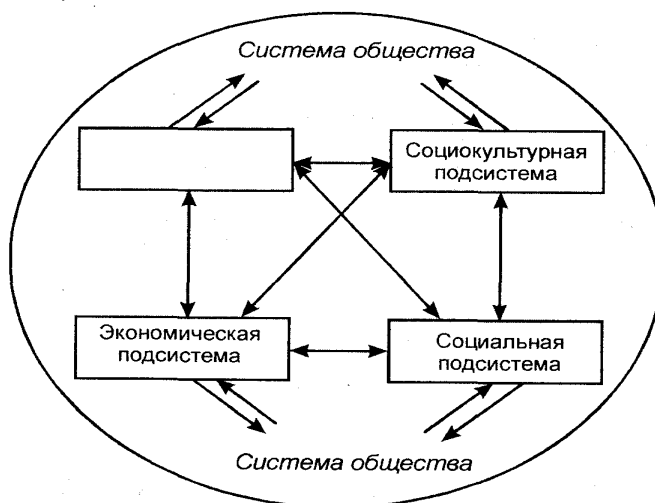 Система общества
Социокультурная
подсистема
Экономическая
подсистема
Социальная
подсистема
Система общества